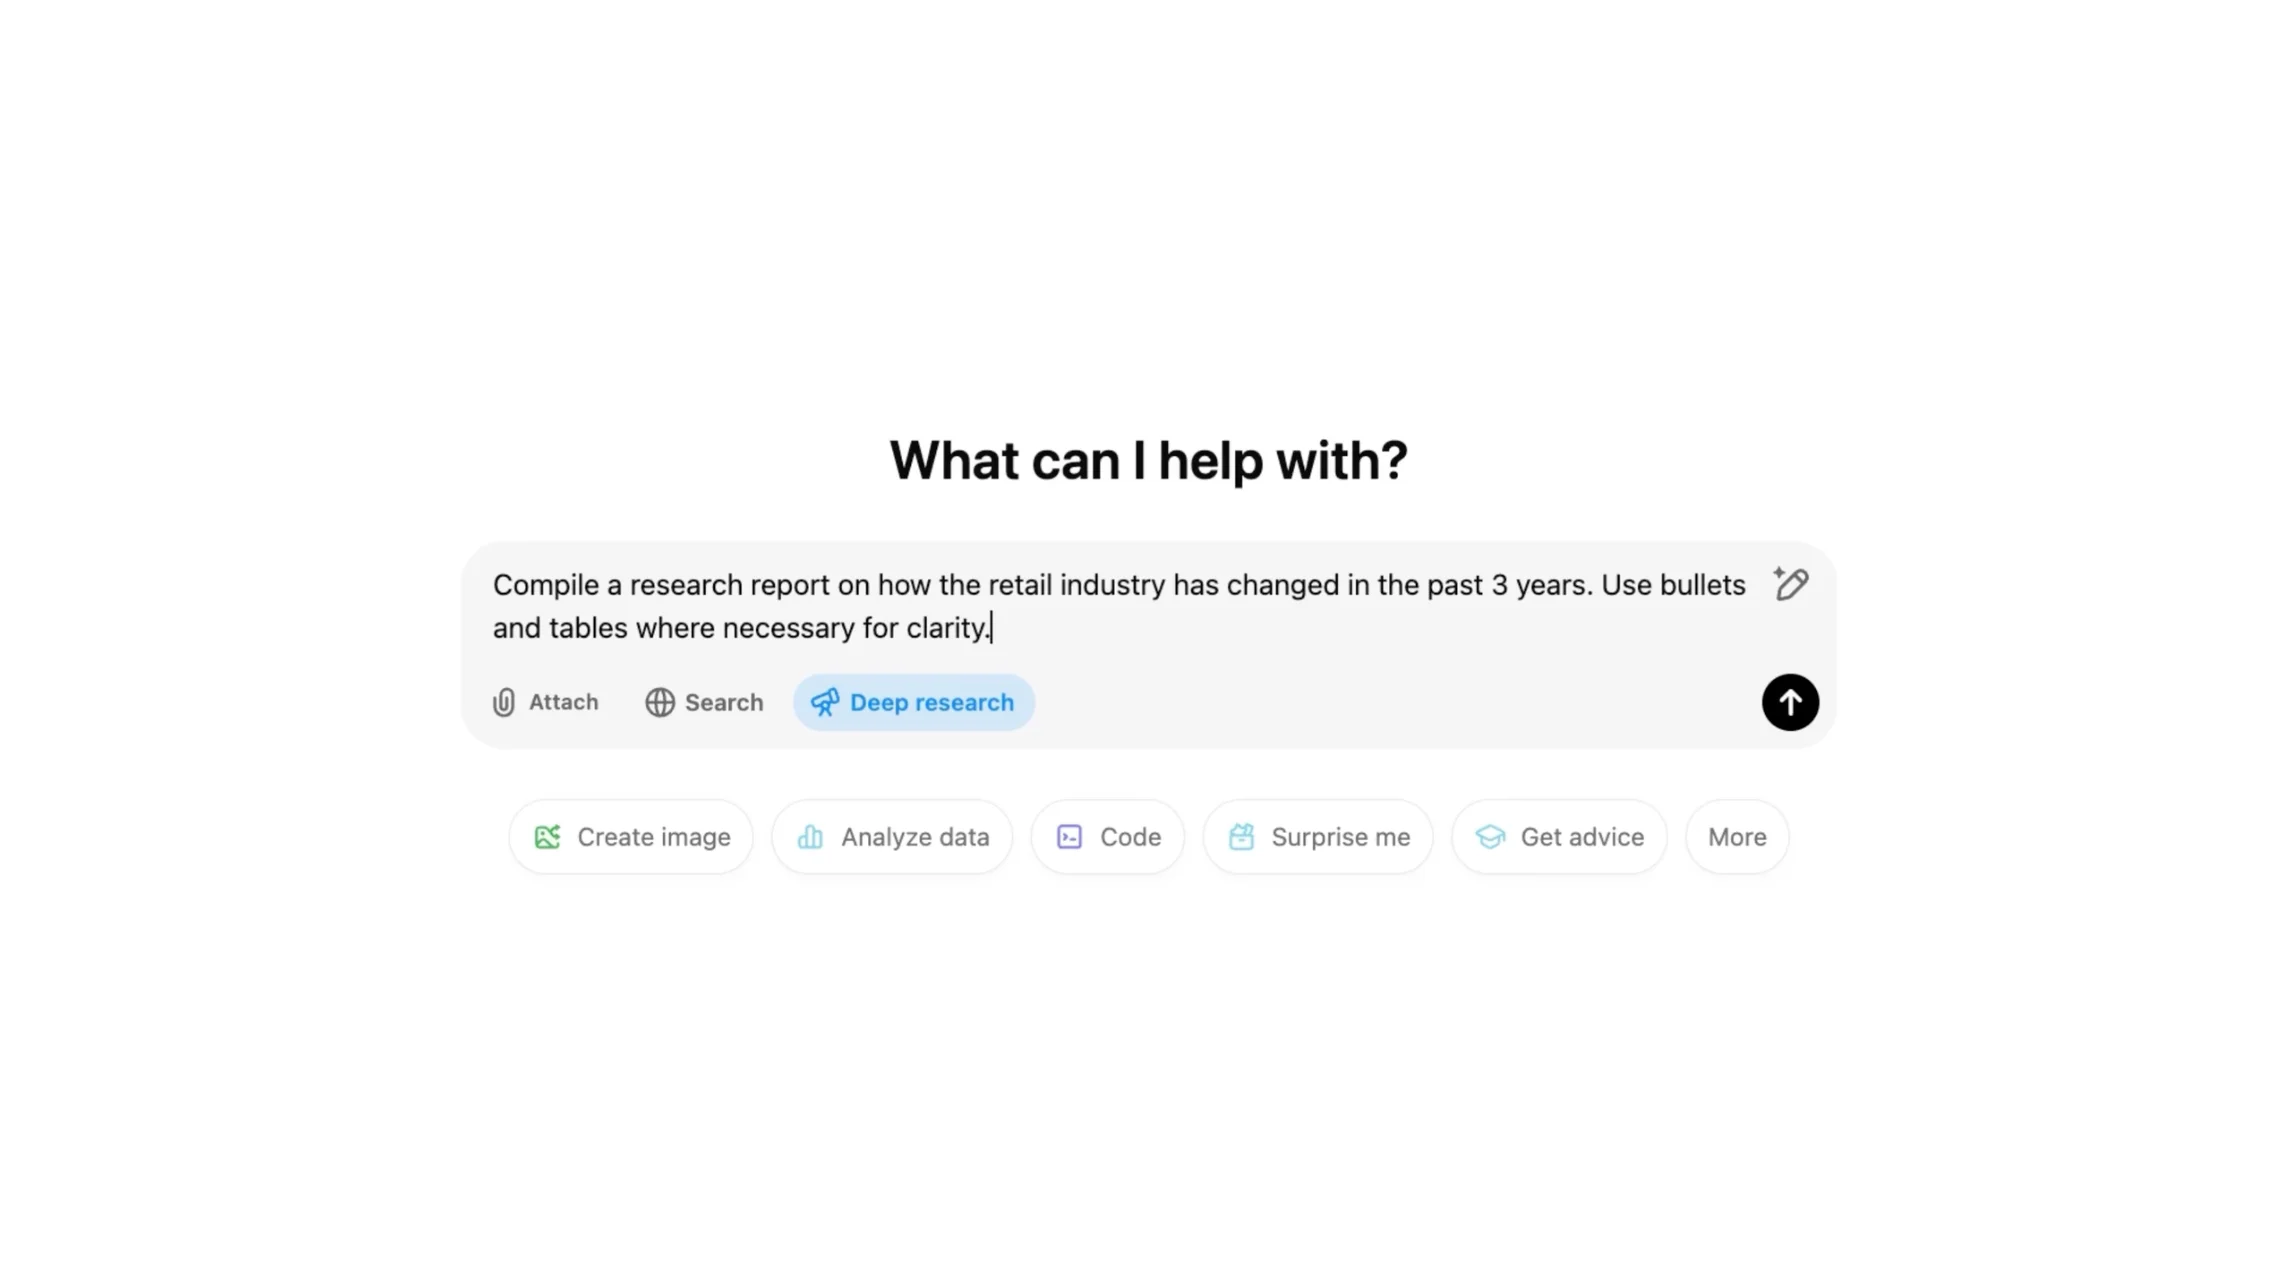 What can I help with?
Compile a research report on how the retail industry has changed in the past 3 years. Use bullets
and tables where necessary for clarity.
Attach Search Deep research
Create image Analyze data Code Surprise me Get advice More